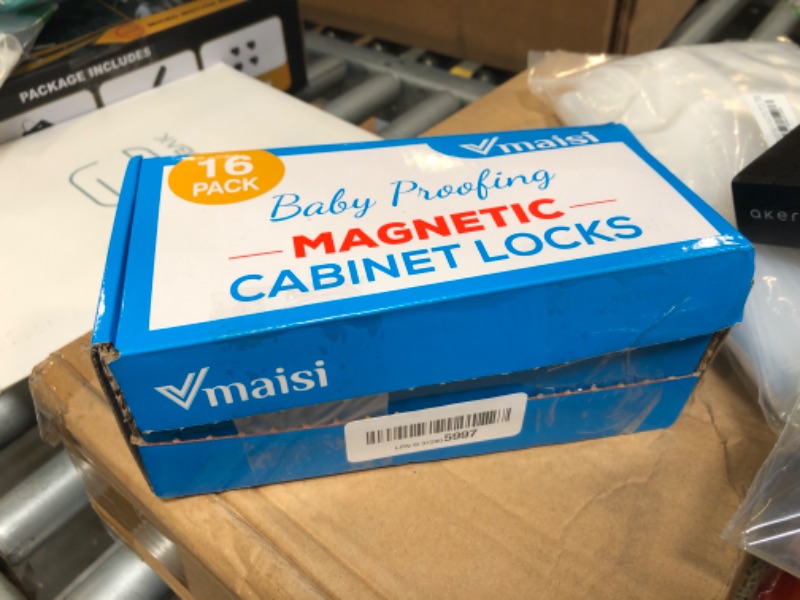 PACKAGE INCLUDES
16
PACK
Vmaisi
Baby Proofing
MAGNETIC
CABINET LOCKS
Vmaisi
5997
aker